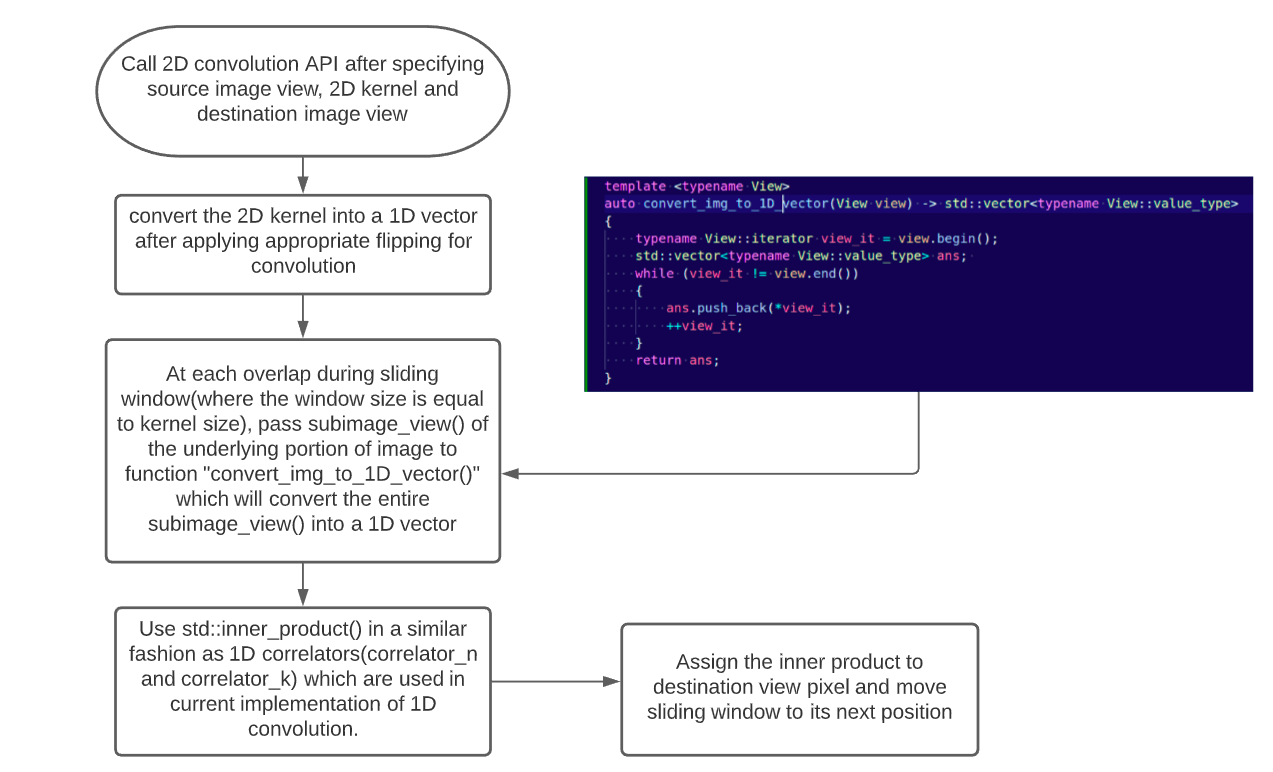 Call 2D convolution API after specifying
source image view, 2D kernel and
destination image view
convert the 2D kernel into a 1D vector
after applying appropriate flipping for
convolution
template <typename View>
auto convert_img_to_1D_vector(View view) -> std::vector<typename View::value_type>
{
    typename View::iterator view_it = view.begin();
    std::vector<typename View::value_type> ans;
    while (view_it != view.end())
    {
        ans.push_back(*view_it);
        ++view_it;
    }
    return ans;
}
At each overlap during sliding
window(where the window size is equal
to kernel size), pass subimage_view() of
the underlying portion of image to
function "convert_img_to_1D_vector()"
which will convert the entire
subimage_view() into a 1D vector
Use std::inner_product() in a similar
fashion as 1D correlators(correlator_n
and correlator_k) which are used in
current implementation of 1D
convolution.
Assign the inner product to
destination view pixel and move
sliding window to its next position